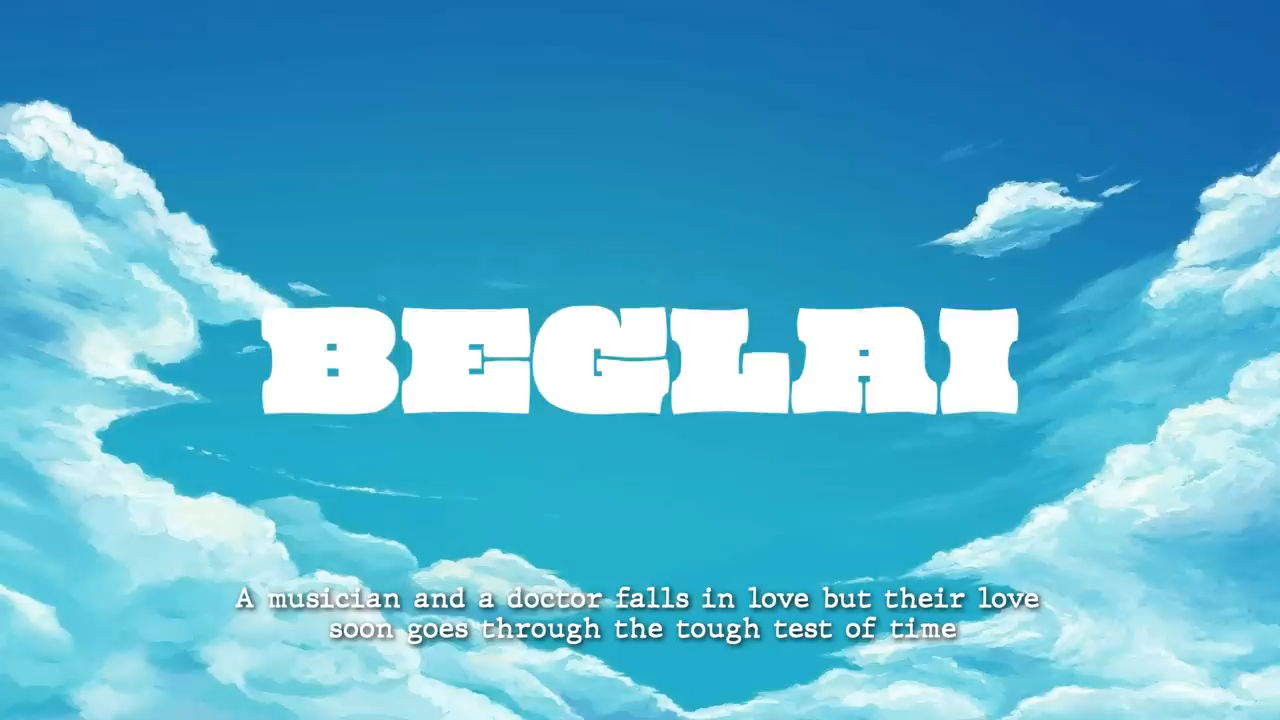 BEGLAI
A musician and a doctor falls in love but their love
soon goes through the tough test of time